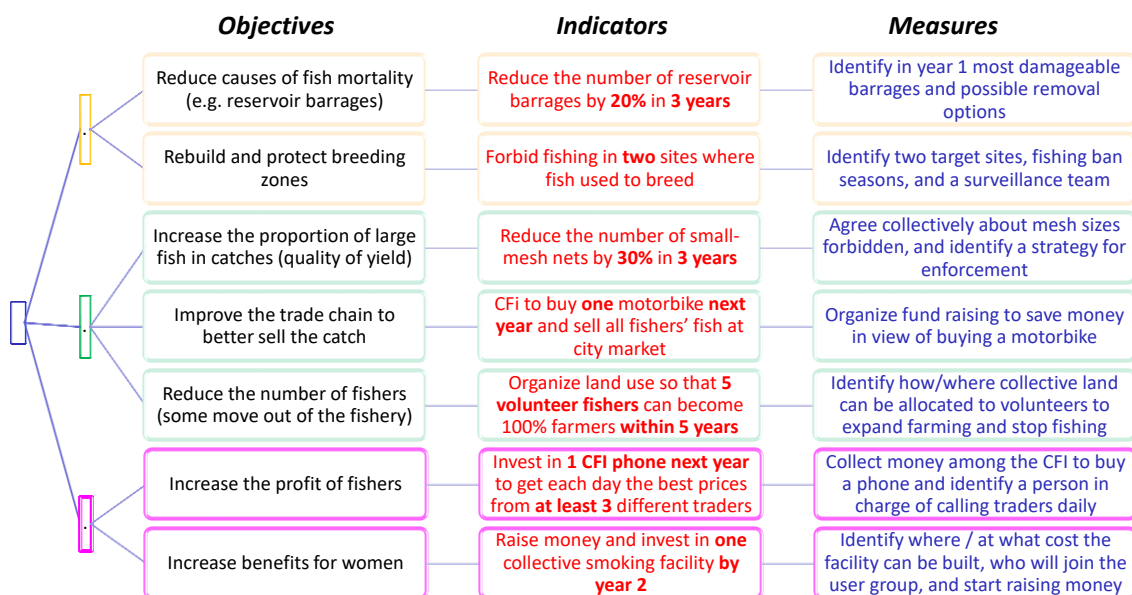 Objectives
Indicators
Measures
Reduce causes of fish mortality
(e.g. reservoir barrages)
Reduce the number of reservoir
barrages by 20% in 3 years
Identify in year 1 most damageable
barrages and possible removal
options
Rebuild and protect breeding
zones
Forbid fishing in two sites where
fish used to breed
Identify two target sites, fishing ban
seasons, and a surveillance team
Increase the proportion of large
fish in catches (quality of yield)
Reduce the number of small-
mesh nets by 30% in 3 years
Agree collectively about mesh sizes
forbidden, and identify a strategy for
enforcement
Improve the trade chain to
better sell the catch
CFi to buy one motorbike next
year and sell all fishers’ fish at
city market
Organize fund raising to save money
in view of buying a motorbike
Reduce the number of fishers
(some move out of the fishery)
Organize land use so that 5
volunteer fishers can become
100% farmers within 5 years
Identify how/where collective land
can be allocated to volunteers to
expand farming and stop fishing
Increase the profit of fishers
Invest in 1 CFI phone next year
to get each day the best prices
from at least 3 different traders
Collect money among the CFI to buy
a phone and identify a person in
charge of calling traders daily
Increase benefits for women
Raise money and invest in one
collective smoking facility by
year 2
Identify where / at what cost the
facility can be built, who will join the
user group, and start raising money